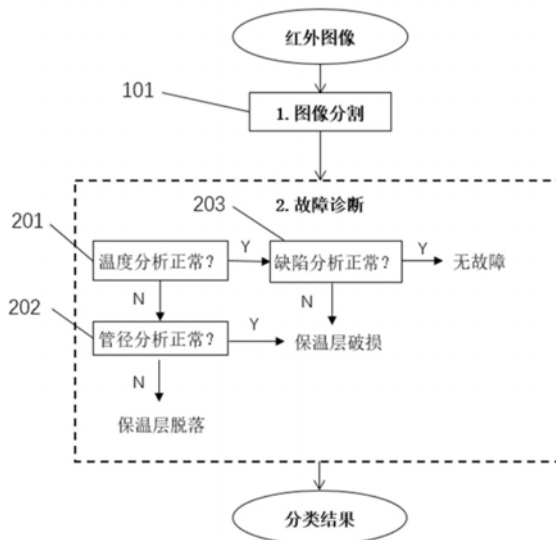 红外图像
101
1. 图像分割
2. 故障诊断
201
203
温度分析正常？
Y
缺陷分析正常？
Y
无故障
N
N
202
管径分析正常？
Y
保温层破损
N
保温层脱落
分类结果